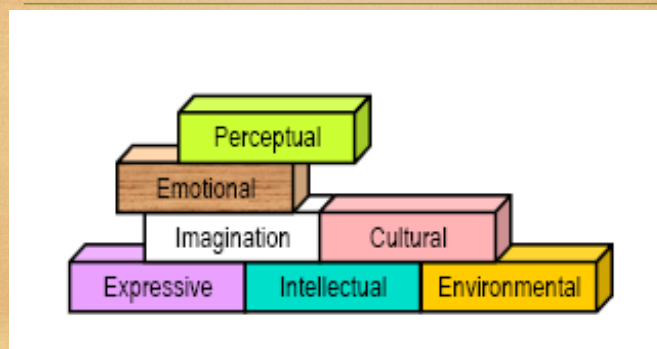 Perceptual
Emotional
Imagination Cultural
Expressive Intellectual Environmental